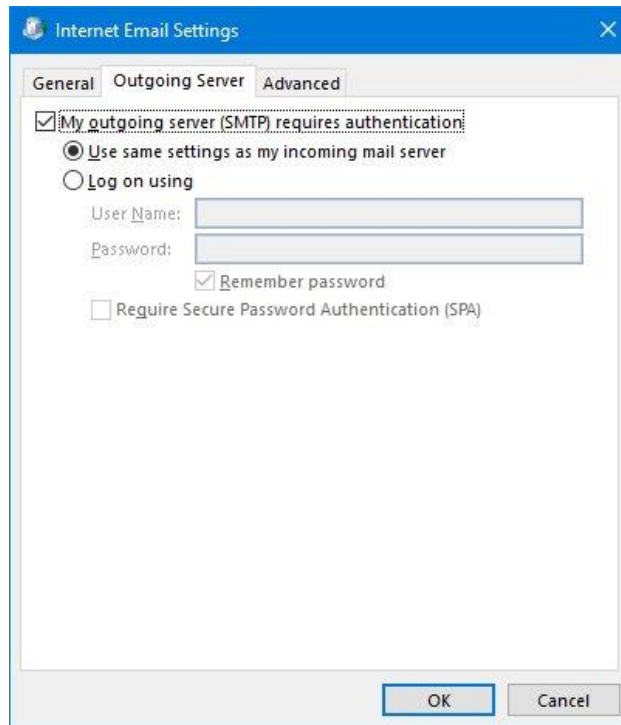 Internet Email Settings
General Outgoing Server Advanced
My outgoing server (SMTP) requires authentication
Use same settings as my incoming mail server
Log on using
User Name:
Password:
Remember password
Require Secure Password Authentication (SPA)
OK Cancel